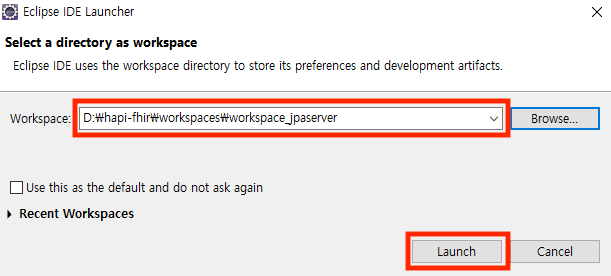 Eclipse IDE Launcher
Select a directory as workspace
Eclipse IDE uses the workspace directory to store its preferences and development artifacts.
Workspace: D:₩hapi-fhir₩workspaces₩workspace_jpaserver Browse...
Use this as the default and do not ask again
Recent Workspaces
Launch Cancel